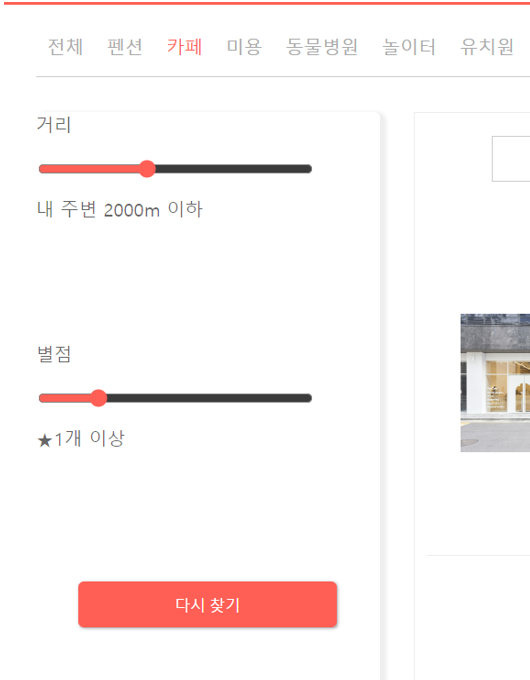 전체 펜션 카페 미용 동물병원 놀이터 유치원
거리
내 주변 2000m 이하
별점
★1개 이상
다시 찾기